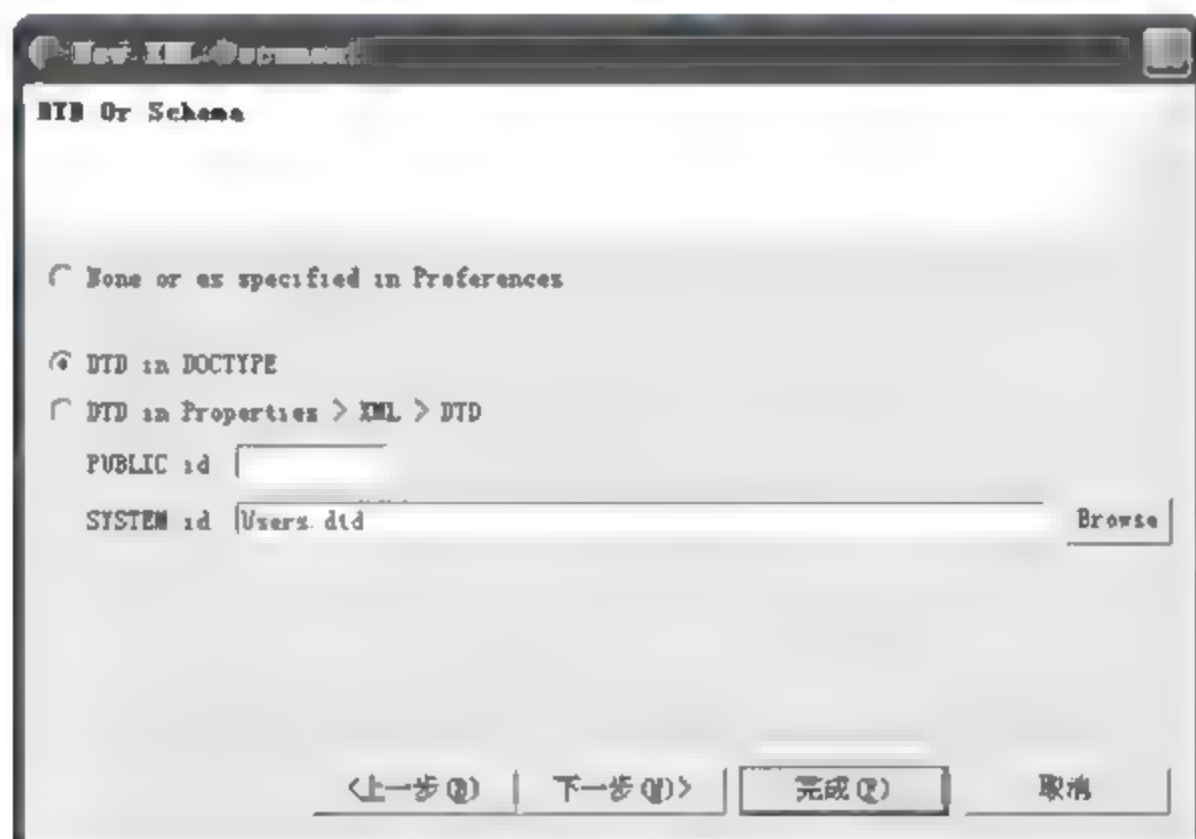 New XML Document
DTD Or Schema
None or as specified in Preferences
DTD in DOCTYPE
DTD in Properties > XML > DTD
PUBLIC id
SYSTEM id Users.dtd Browse
<上一步(B) 下一步(N)> 完成(F) 取消